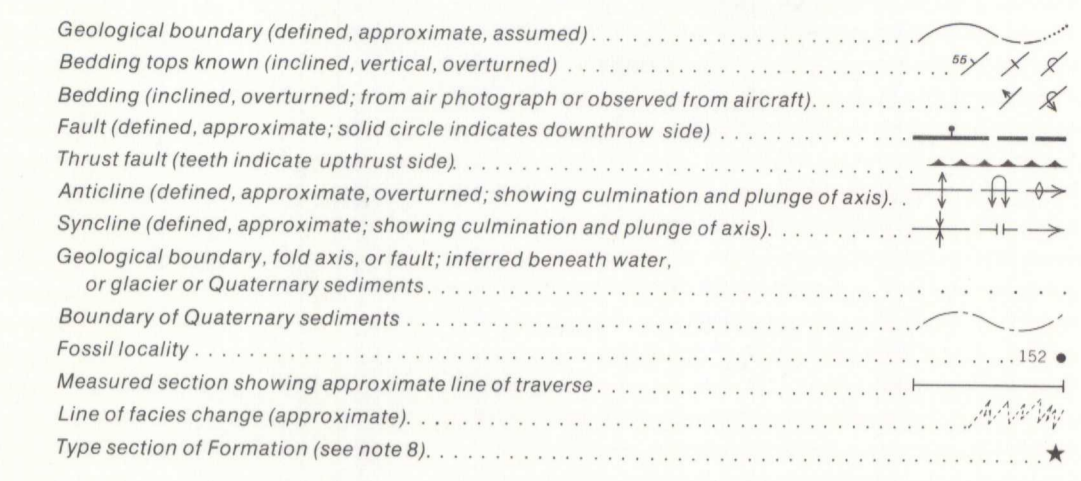 Geological boundary (defined, approximate, assumed)
Bedding tops known (inclined, vertical, overturned) 55
Bedding (inclined, overturned; from air photograph or observed from aircraft).
Fault (defined, approximate; solid circle indicates downthrow side)
Thrust fault (teeth indicate upthrust side).
Anticline (defined, approximate, overturned; showing culmination and plunge of axis).
Syncline (defined, approximate; showing culmination and plunge of axis).
Geological boundary, fold axis, or fault; inferred beneath water,
or glacier or Quaternary sediments
Boundary of Quaternary sediments
Fossil locality 152
Measured section showing approximate line of traverse
Line of facies change (approximate).
Type section of Formation (see note 8).